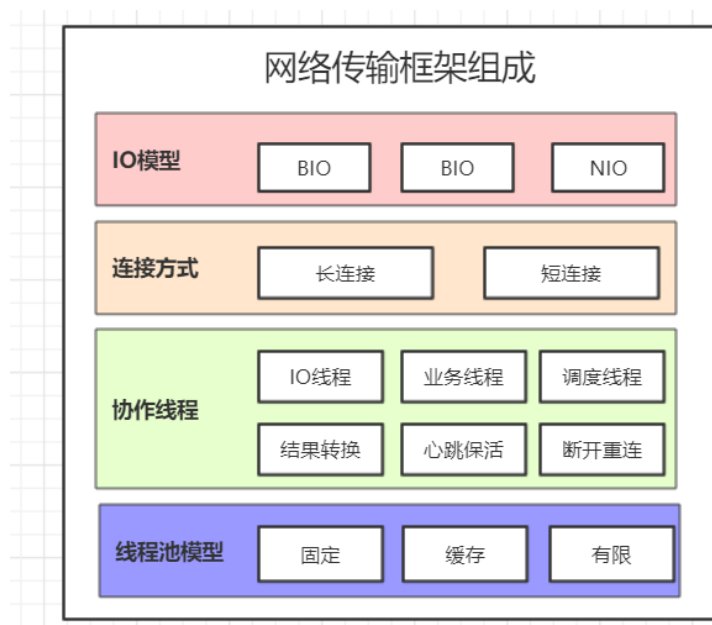 网络传输框架组成
IO模型
BIO
BIO
NIO
连接方式
长连接
短连接
协作线程
IO线程
业务线程
调度线程
结果转换
心跳保活
断开重连
线程池模型
固定
缓存
有限